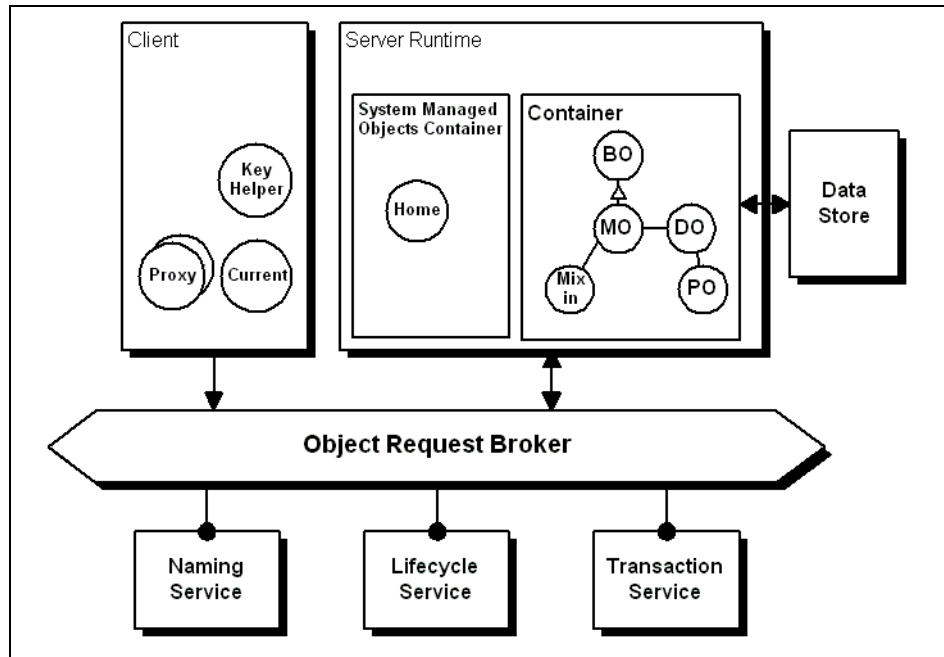 Client
Server Runtime
System Managed
Objects Container
Container
Key
Helper
Proxy
Current
Home
BO
MO
DO
Mix
in
PO
Data
Store
Object Request Broker
Naming
Service
Lifecycle
Service
Transaction
Service